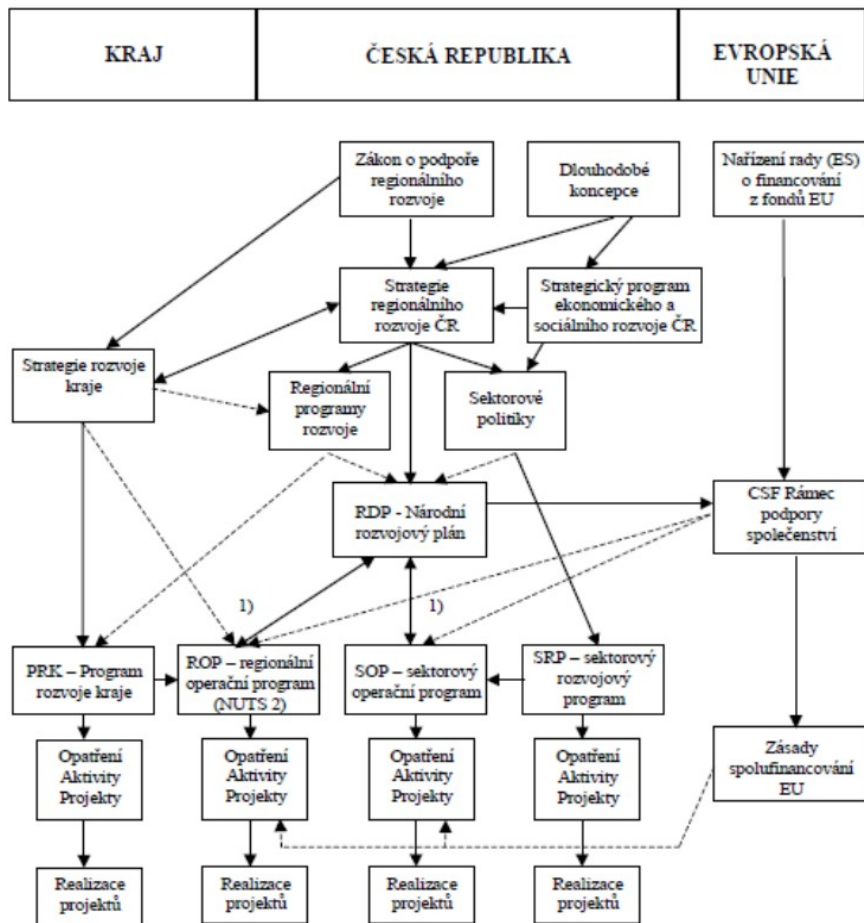 KRAJ
ČESKÁ REPUBLIKA
EVROPSKÁ
UNIE
Zákon o podpoře
regionálního
rozvoje
Dlouhodobé
koncepce
Nařízení rady (ES)
o financování
z fondů EU
Strategie
regionálního
rozvoje ČR
Strategický program
ekonomického a
sociálního rozvoje ČR
Strategie rozvoje
kraje
Regionální
programy
rozvoje
Sektorové
politiky
RDP - Národní
rozvojový plán
CSF Rámec
podpory
společenství
1)
1)
PRK – Program
rozvoje kraje
ROP – regionální
operační program
(NUTS 2)
SOP – sektorový
operační program
SRP – sektorový
rozvojový
program
Opatření
Aktivity
Projekty
Opatření
Aktivity
Projekty
Opatření
Aktivity
Projekty
Opatření
Aktivity
Projekty
Zásady
spolufinancování
EU
Realizace
projektů
Realizace
projektů
Realizace
projektů
Realizace
projektů